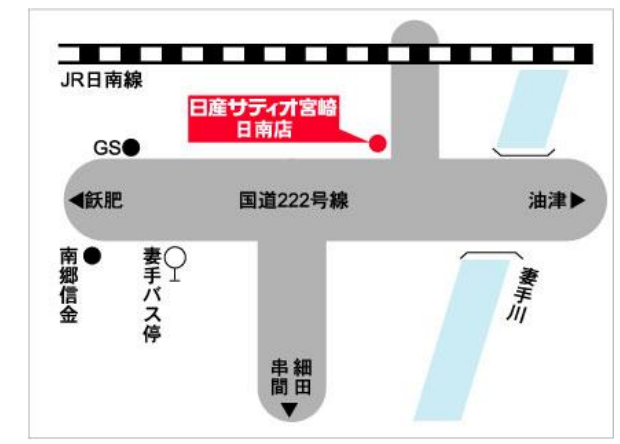 JR日南線
日産サティオ宮崎
日南店
GS
◀飫肥
国道222号線
油津▶
南郷信金
妻手バス停
妻手川
細田
串間
▼